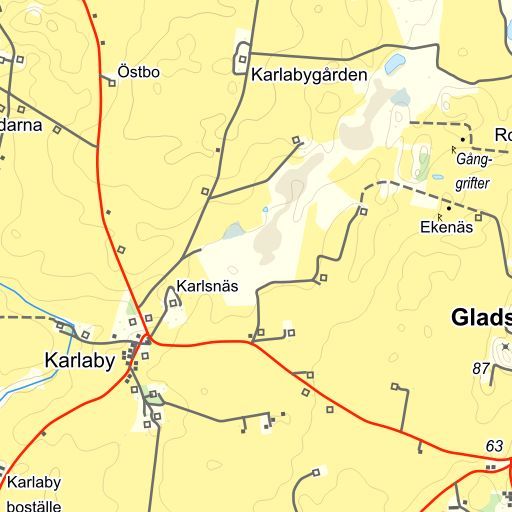 Östbo
Karlabygården
darna
Ro
Gång-
grifter
Ekenäs
Karlsnäs
Glads
Karlaby
87
63
Karlaby
boställe